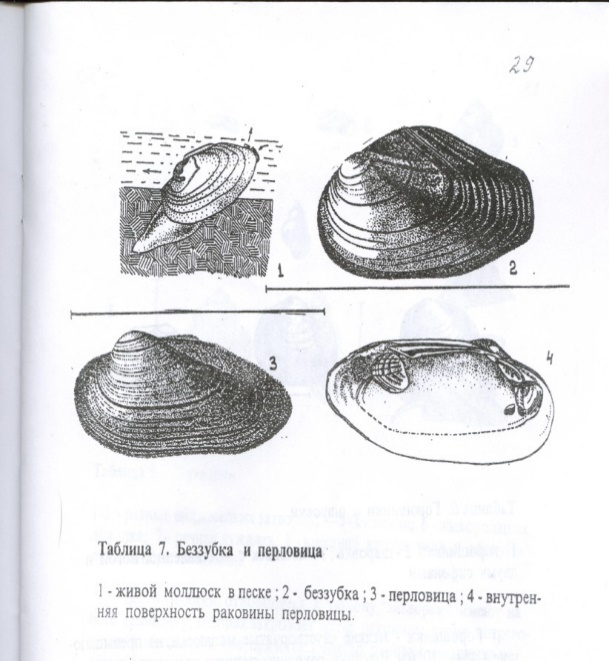 29
1
2
3
4
Таблица 7. Беззубка и перловица
1 - живой моллюск в песке ; 2 - беззубка ; 3 - перловица ; 4 - внутрен-
няя поверхность раковины перловицы.